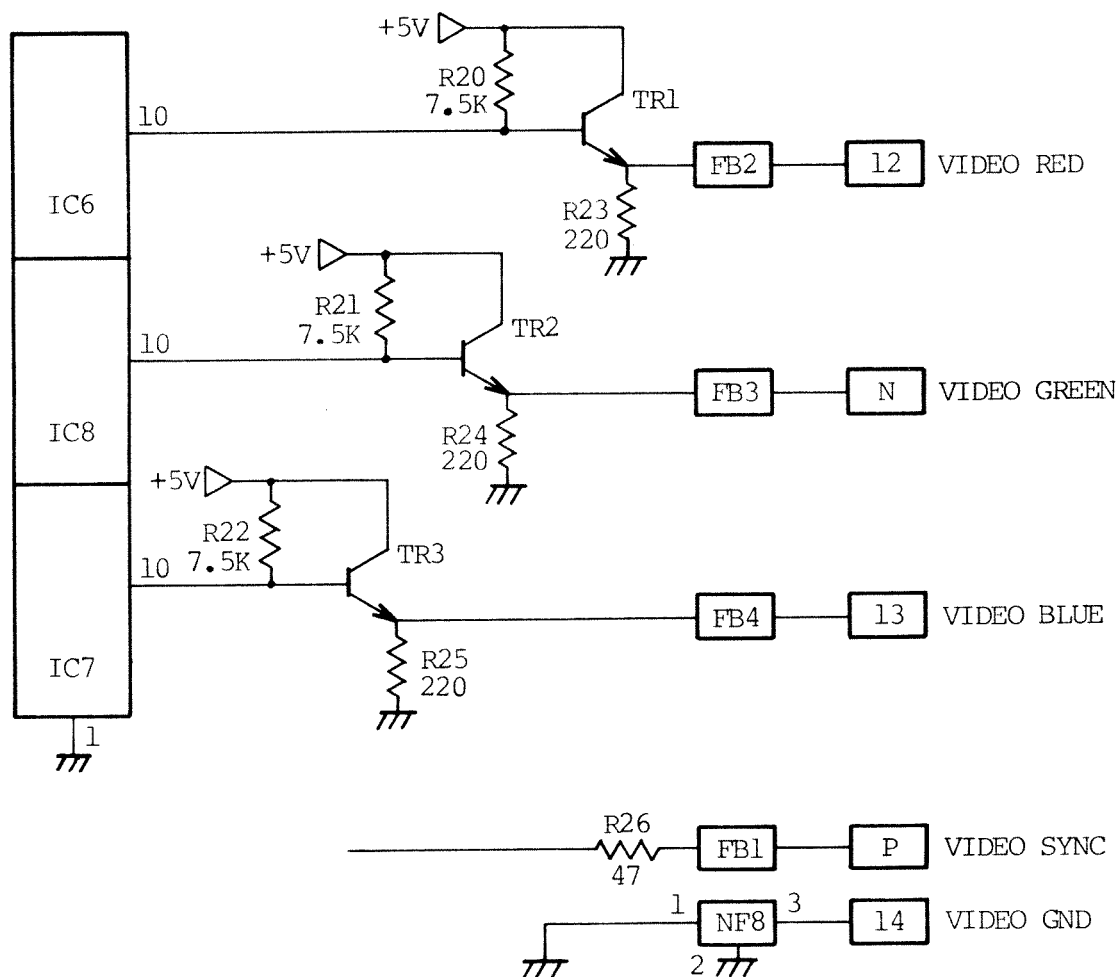 +5V
R20
7.5K
TR1
10
FB2
12
VIDEO RED
IC6
R23
220
+5V
R21
7.5K
TR2
10
FB3
N
VIDEO GREEN
IC8
R24
220
+5V
R22
7.5K
TR3
10
FB4
13
VIDEO BLUE
IC7
R25
220
1
R26
47
FB1
P
VIDEO SYNC
1
NF8
3
14
VIDEO GND
2